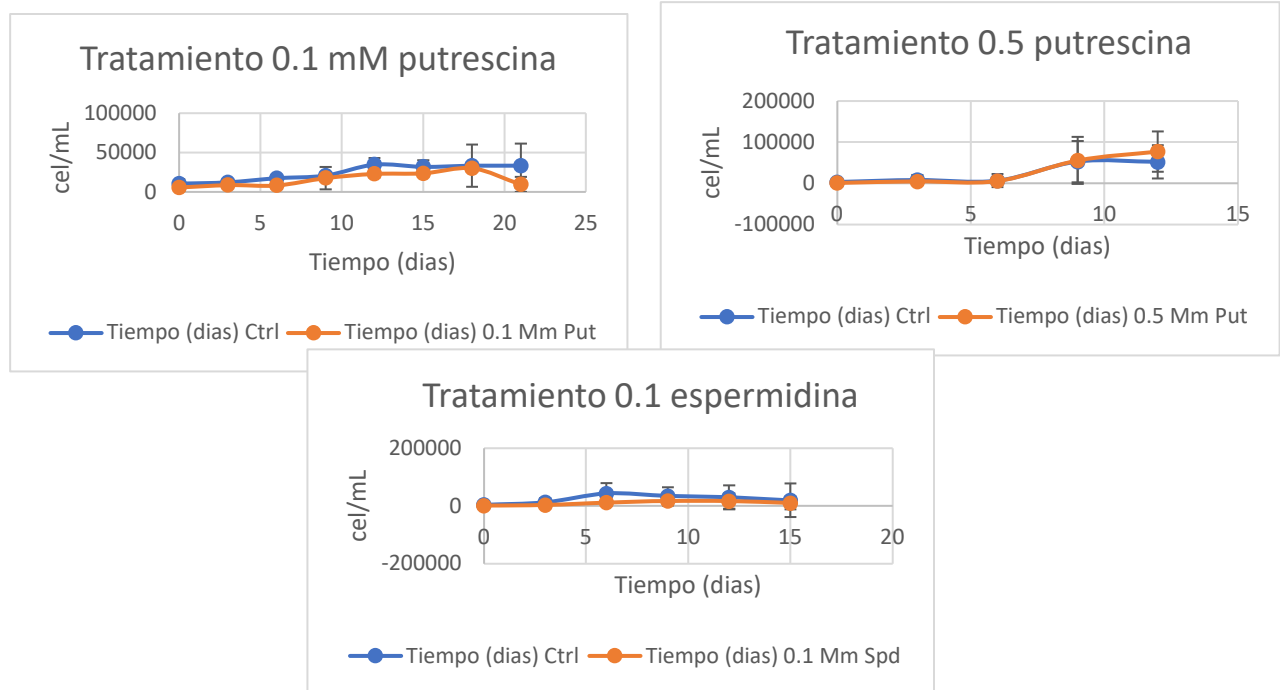 Tratamiento 0.1 mM putrescina
100000
50000
0
cel/mL
0 5 10 15 20 25
Tiempo (dias)
Tiempo (dias) Ctrl Tiempo (dias) 0.1 Mm Put
Tratamiento 0.5 putrescina
200000
100000
0
-100000
cel/mL
0 5 10 15
Tiempo (dias)
Tiempo (dias) Ctrl Tiempo (dias) 0.5 Mm Put
Tratamiento 0.1 espermidina
200000
0
-200000
cel/mL
0 5 10 15 20
Tiempo (dias)
Tiempo (dias) Ctrl Tiempo (dias) 0.1 Mm Spd